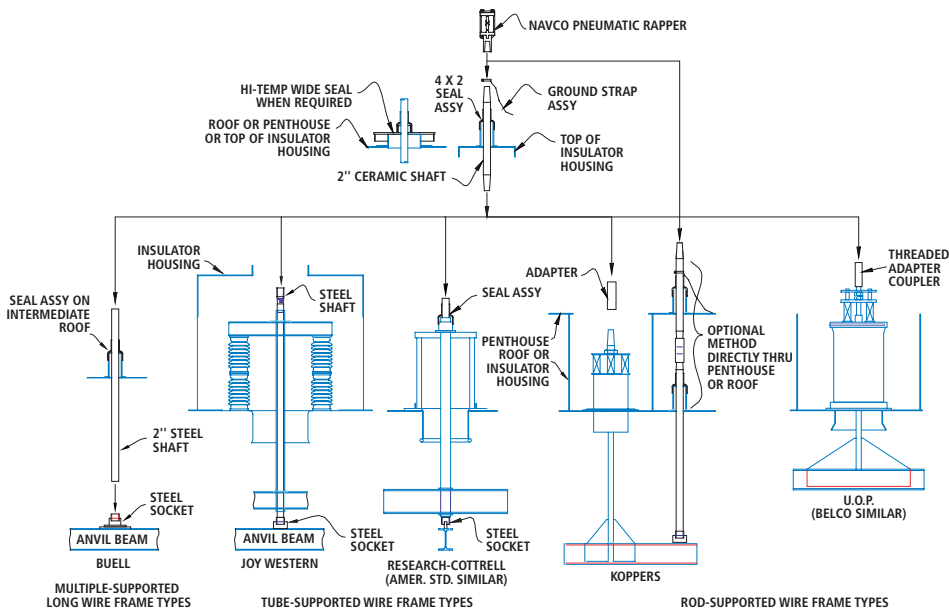 NAVCO PNEUMATIC RAPPER
HI-TEMP WIDE SEAL
WHEN REQUIRED
4 X 2
SEAL
ASSY
GROUND STRAP
ASSY
ROOF OR PENTHOUSE
OR TOP OF INSULATOR
HOUSING
TOP OF
INSULATOR
HOUSING
2'' CERAMIC SHAFT
INSULATOR
HOUSING
SEAL ASSY ON
INTERMEDIATE
ROOF
STEEL
SHAFT
SEAL ASSY
ADAPTER
THREADED
ADAPTER
COUPLER
PENTHOUSE
ROOF OR
INSULATOR
HOUSING
OPTIONAL
METHOD
DIRECTLY THRU
PENTHOUSE
OR ROOF
2'' STEEL
SHAFT
STEEL
SOCKET
ANVIL BEAM
BUELL
STEEL
SOCKET
ANVIL BEAM
JOY WESTERN
STEEL
SOCKET
RESEARCH-COTTRELL
(AMER. STD. SIMILAR)
KOPPERS
U.O.P.
(BELCO SIMILAR)
MULTIPLE-SUPPORTED
LONG WIRE FRAME TYPES
TUBE-SUPPORTED WIRE FRAME TYPES
ROD-SUPPORTED WIRE FRAME TYPES